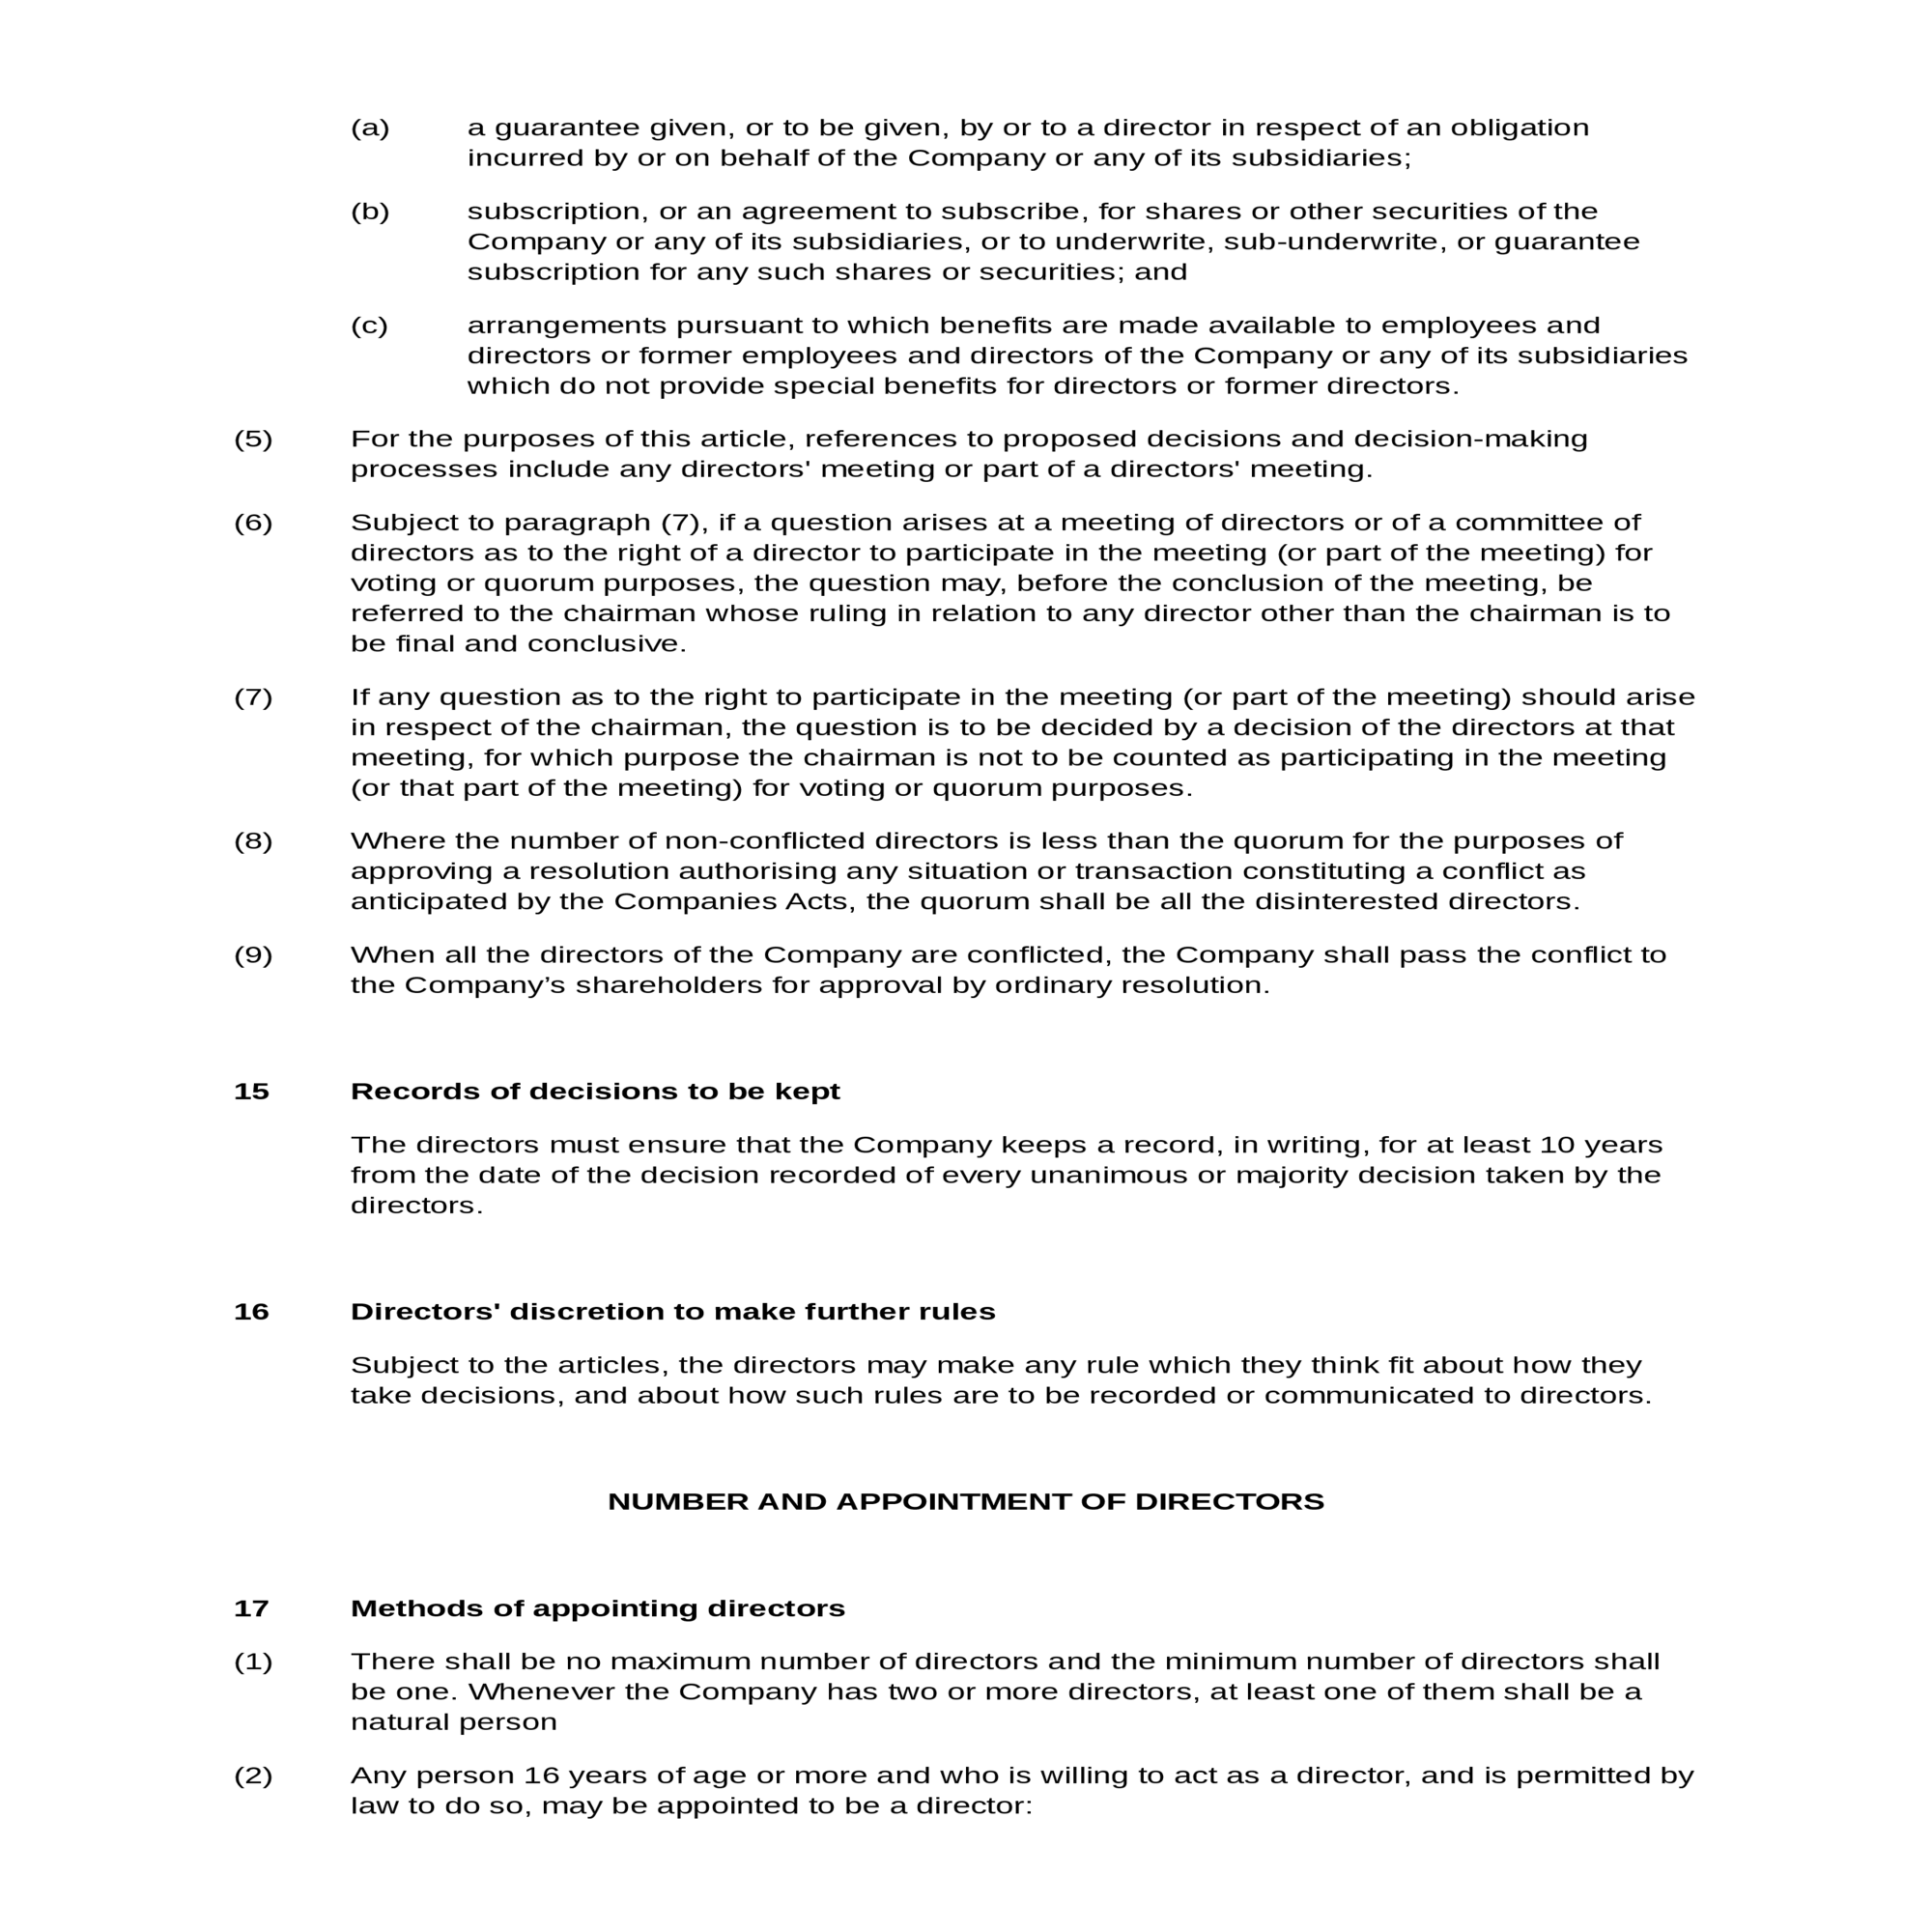 (a) a guarantee given, or to be given, by or to a director in respect of an obligation
incurred by or on behalf of the Company or any of its subsidiaries;
(b) subscription, or an agreement to subscribe, for shares or other securities of the
Company or any of its subsidiaries, or to underwrite, sub-underwrite, or guarantee
subscription for any such shares or securities; and
(c) arrangements pursuant to which benefits are made available to employees and
directors or former employees and directors of the Company or any of its subsidiaries
which do not provide special benefits for directors or former directors.
(5) For the purposes of this article, references to proposed decisions and decision-making
processes include any directors' meeting or part of a directors' meeting.
(6) Subject to paragraph (7), if a question arises at a meeting of directors or of a committee of
directors as to the right of a director to participate in the meeting (or part of the meeting) for
voting or quorum purposes, the question may, before the conclusion of the meeting, be
referred to the chairman whose ruling in relation to any director other than the chairman is to
be final and conclusive.
(7) If any question as to the right to participate in the meeting (or part of the meeting) should arise
in respect of the chairman, the question is to be decided by a decision of the directors at that
meeting, for which purpose the chairman is not to be counted as participating in the meeting
(or that part of the meeting) for voting or quorum purposes.
(8) Where the number of non-conflicted directors is less than the quorum for the purposes of
approving a resolution authorising any situation or transaction constituting a conflict as
anticipated by the Companies Acts, the quorum shall be all the disinterested directors.
(9) When all the directors of the Company are conflicted, the Company shall pass the conflict to
the Company’s shareholders for approval by ordinary resolution.
15 Records of decisions to be kept
The directors must ensure that the Company keeps a record, in writing, for at least 10 years
from the date of the decision recorded of every unanimous or majority decision taken by the
directors.
16 Directors' discretion to make further rules
Subject to the articles, the directors may make any rule which they think fit about how they
take decisions, and about how such rules are to be recorded or communicated to directors.
NUMBER AND APPOINTMENT OF DIRECTORS
17 Methods of appointing directors
(1) There shall be no maximum number of directors and the minimum number of directors shall
be one. Whenever the Company has two or more directors, at least one of them shall be a
natural person
(2) Any person 16 years of age or more and who is willing to act as a director, and is permitted by
law to do so, may be appointed to be a director: